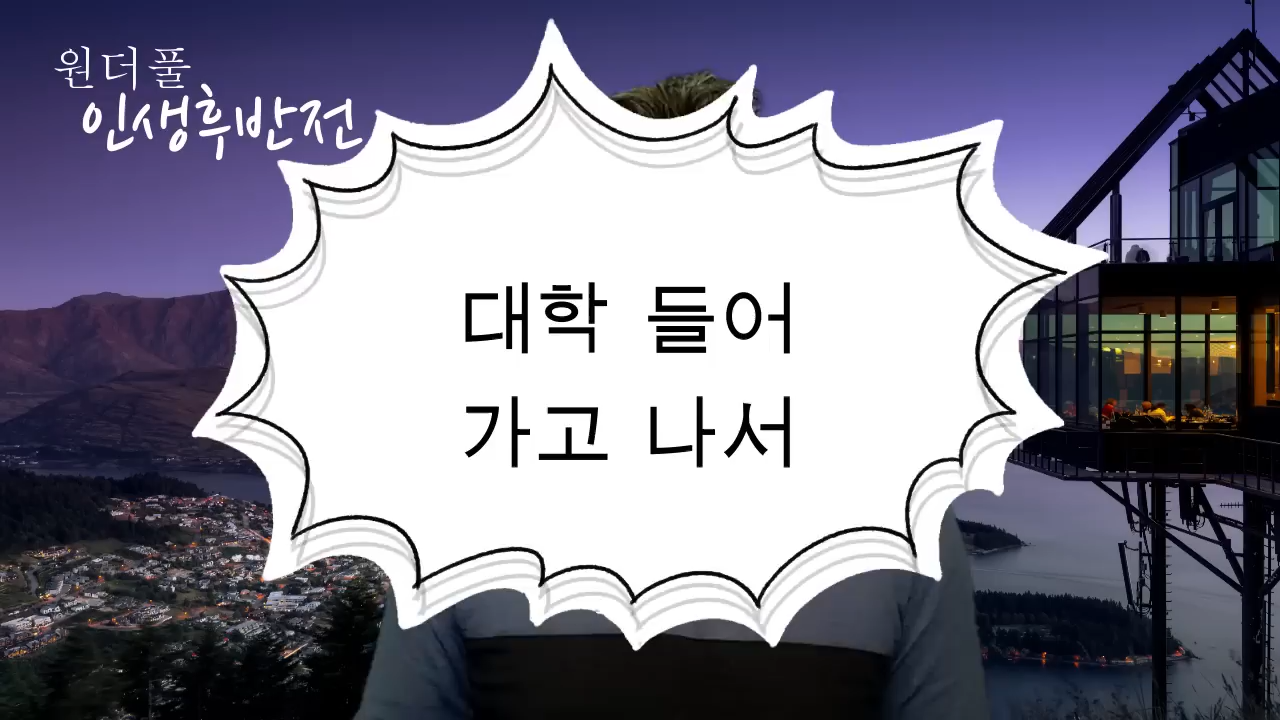 원더풀
인생후반전
대학 들어
가고 나서